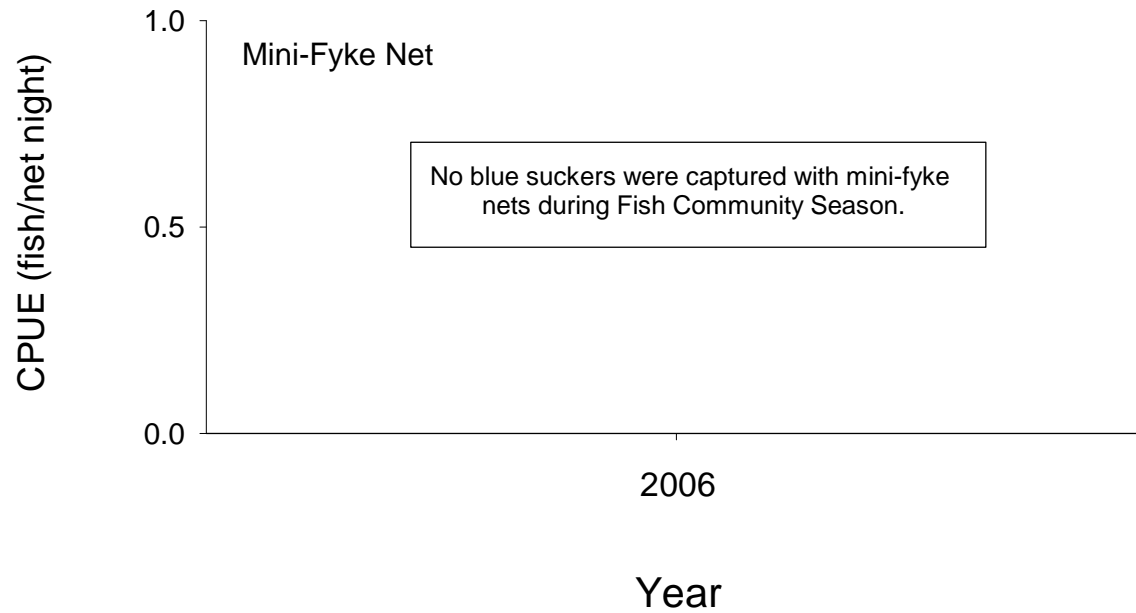 CPUE (fish/net night)
1.0
0.5
0.0
Mini-Fyke Net
No blue suckers were captured with mini-fyke
nets during Fish Community Season.
2006
Year